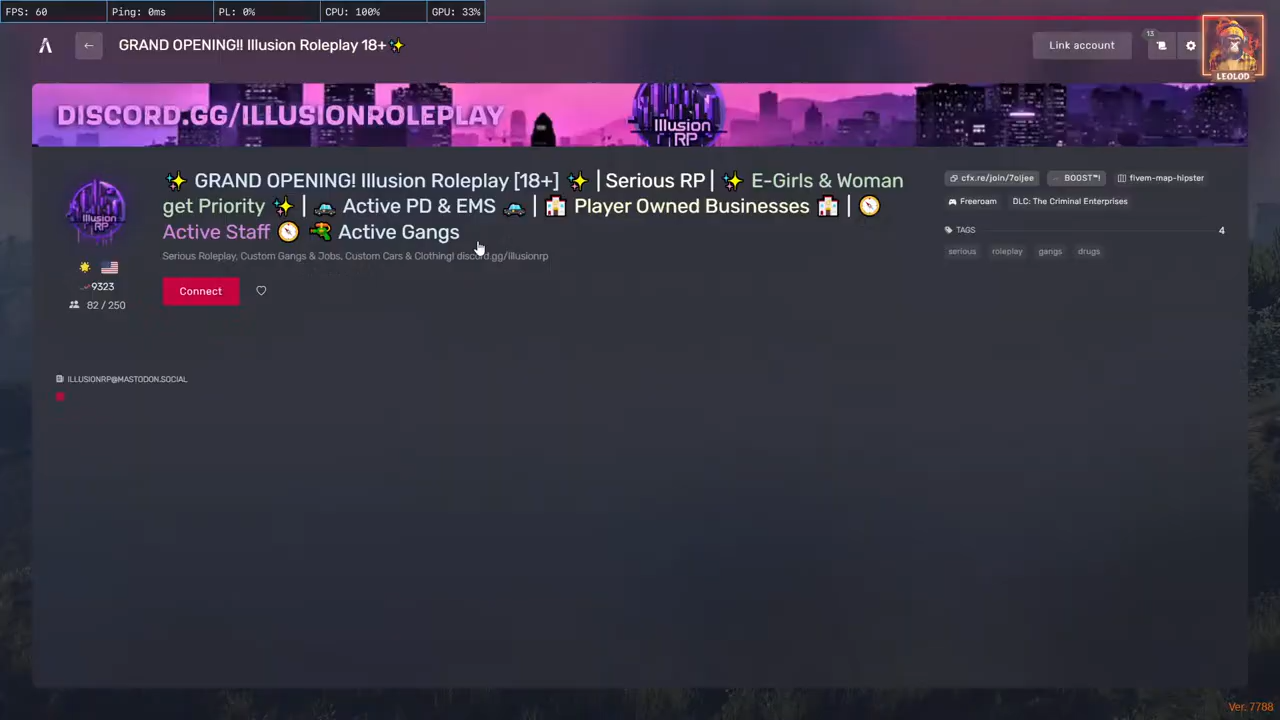 FPS: 60 Ping: 0ms PL: 0% CPU: 100% GPU: 33%
GRAND OPENING!! Illusion Roleplay 18+✨
Link account
13
LEOLOD
DISCORD.GG/ILLUSIONROLEPLAY
Illusion
RP
Illusion
RP
✨ GRAND OPENING! Illusion Roleplay [18+] ✨ | Serious RP | ✨ E-Girls & Woman
get Priority ✨ | 🚓 Active PD & EMS 🚓 | 🏩 Player Owned Businesses 🏩 | 🧭
Active Staff 🧭 🔫 Active Gangs
Serious Roleplay, Custom Gangs & Jobs, Custom Cars & Clothing! discord.gg/illusionrp
9323
82 / 250
Connect
cfx.re/join/7oljee
BOOST™!
fivem-map-hipster
Freeroam
DLC: The Criminal Enterprises
TAGS 4
serious roleplay gangs drugs
ILLUSIONRP@MASTODON.SOCIAL
Ver. 7788